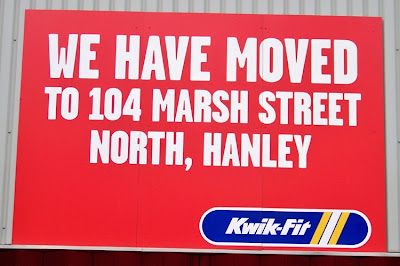 WE HAVE MOVED
TO 104 MARSH STREET
NORTH, HANLEY
Kwik-Fit